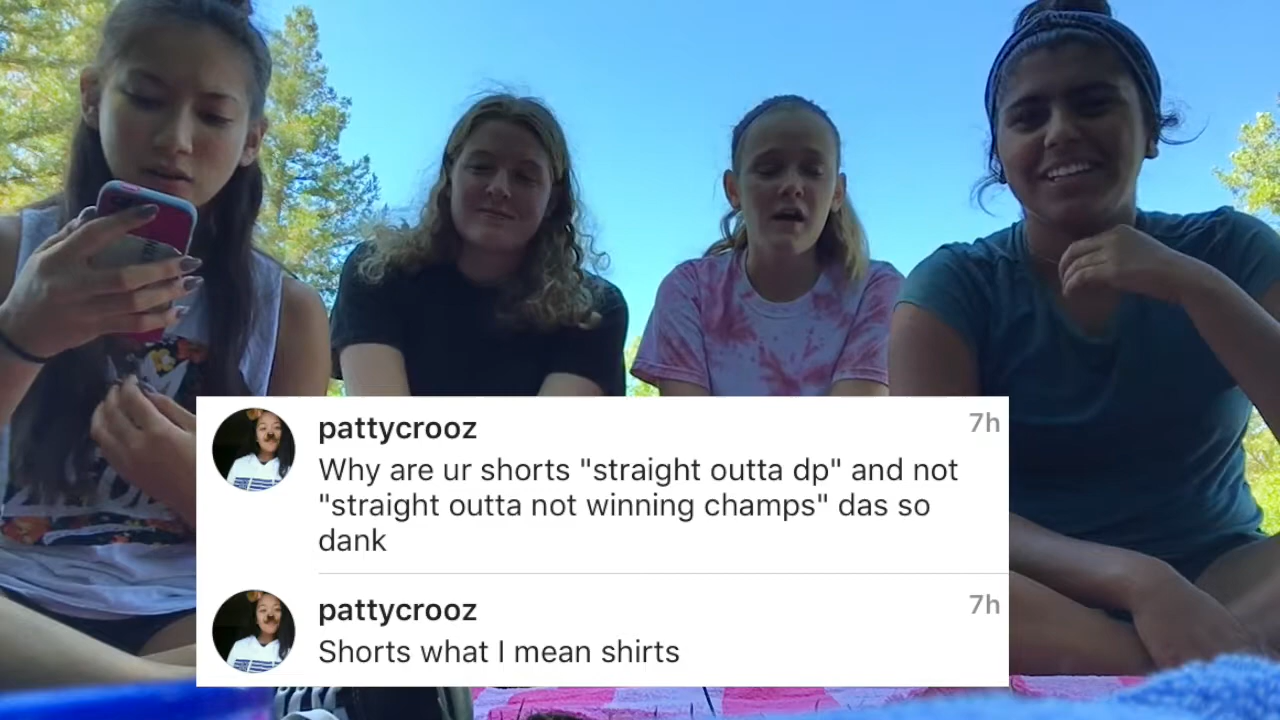 pattycrooz
7h
Why are ur shorts "straight outta dp" and not
"straight outta not winning champs" das so
dank
pattycrooz
7h
Shorts what I mean shirts